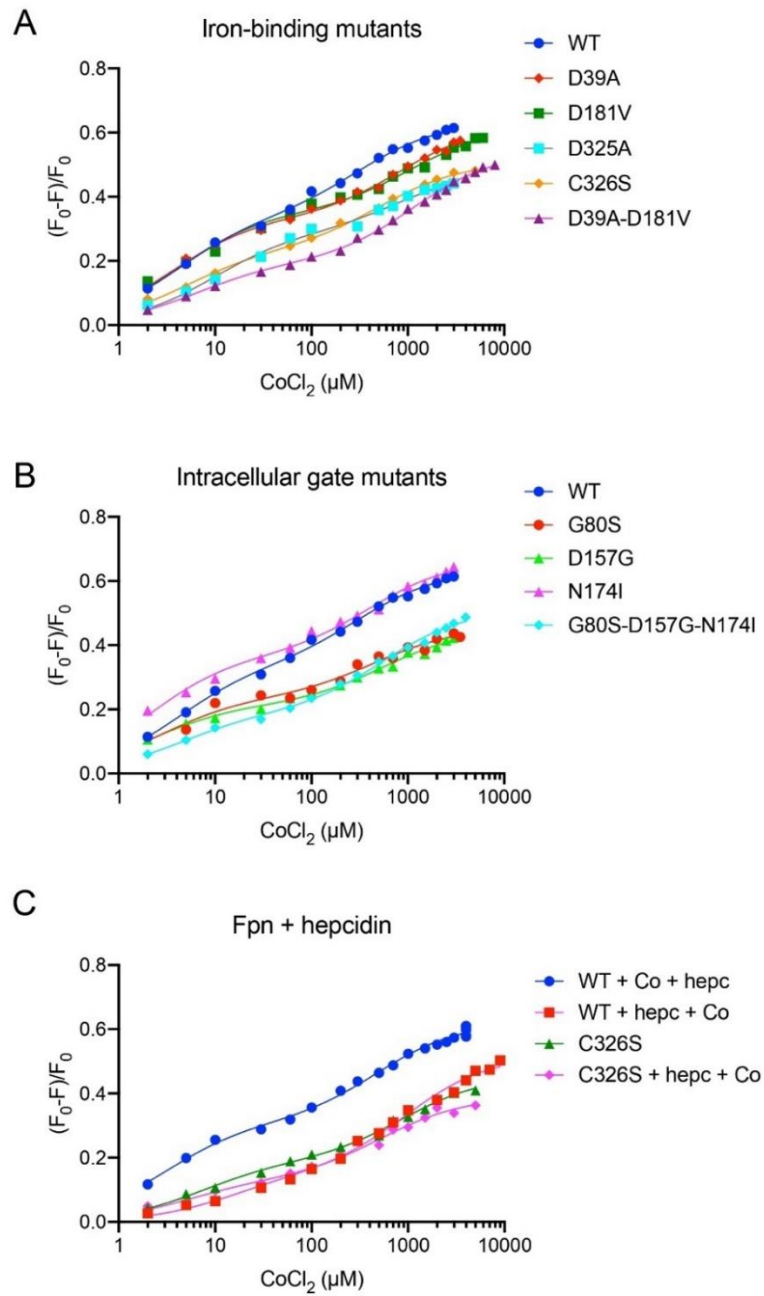 A
Iron-binding mutants
WT
D39A
D181V
D325A
C326S
D39A-D181V
0.8
0.6
0.4
0.2
0.0
(F₀-F)/F₀
1 10 100 1000 10000
CoCl₂ (µM)
B
Intracellular gate mutants
WT
G80S
D157G
N174I
G80S-D157G-N174I
0.8
0.6
0.4
0.2
0.0
(F₀-F)/F₀
1 10 100 1000 10000
CoCl₂ (µM)
C
Fpn + hepcidin
WT + Co + hepc
WT + hepc + Co
C326S
C326S + hepc + Co
0.8
0.6
0.4
0.2
0.0
(F₀-F)/F₀
1 10 100 1000 10000
CoCl₂ (µM)